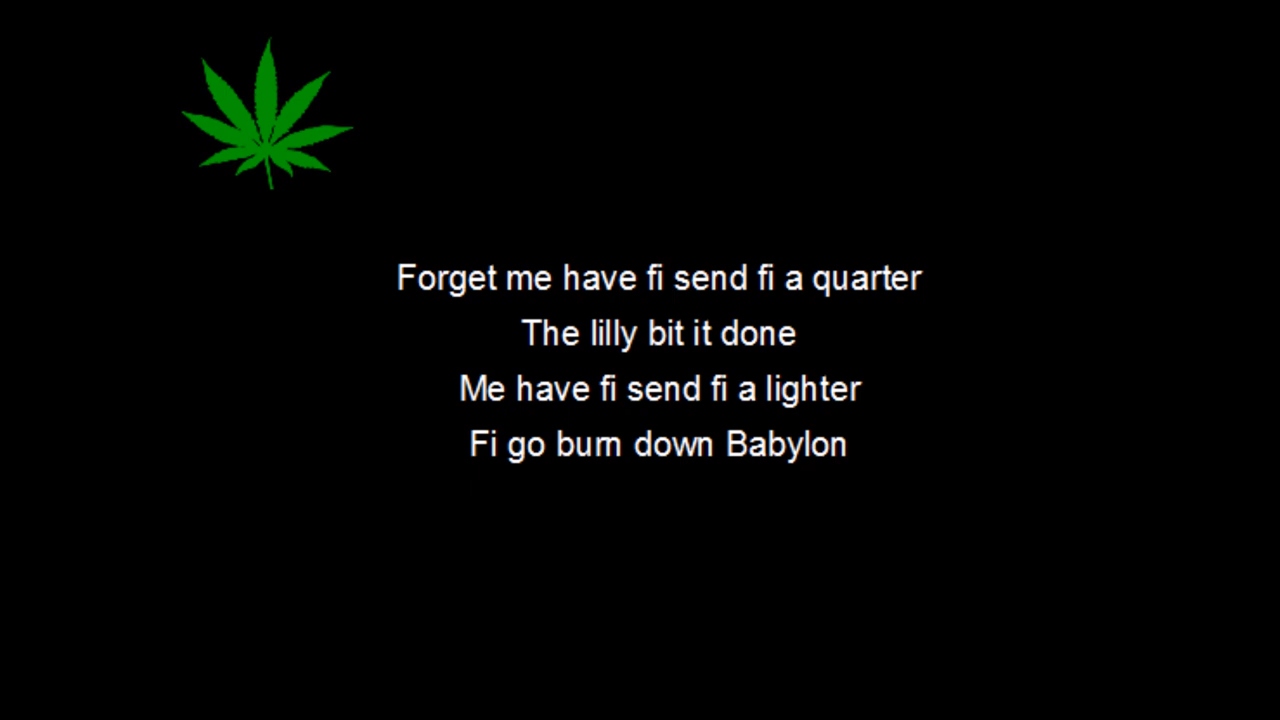 Forget me have fi send fi a quarter
The lilly bit it done
Me have fi send fi a lighter
Fi go burn down Babylon